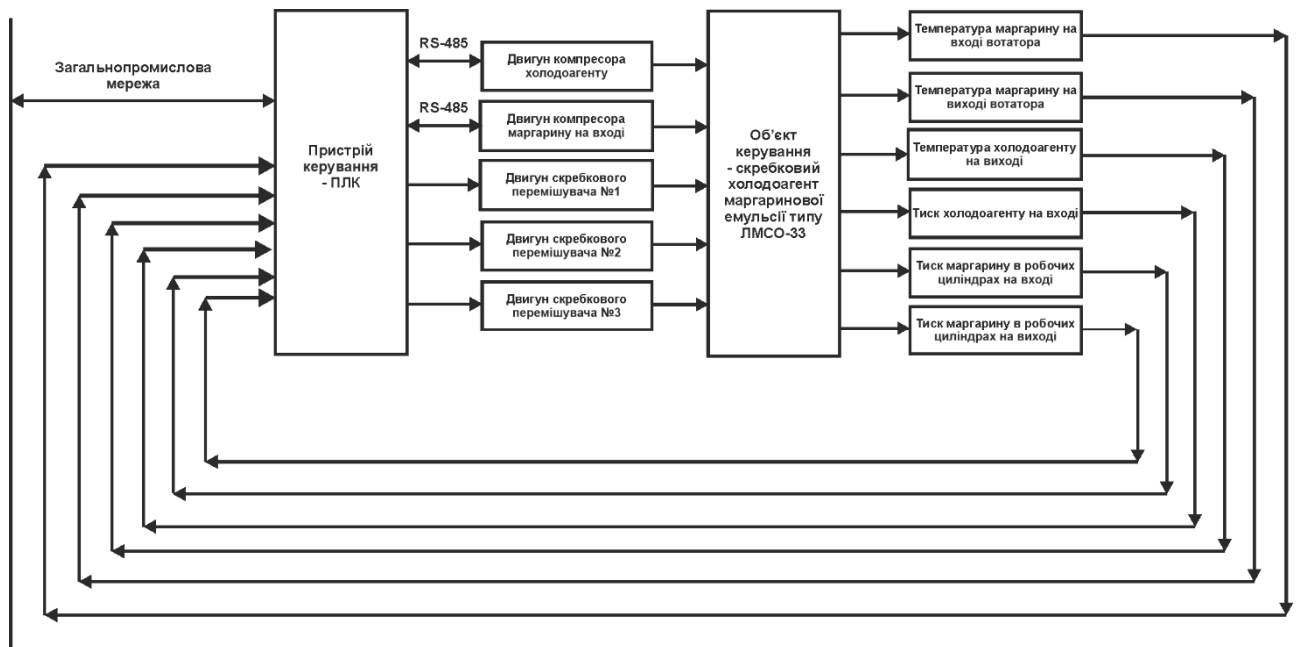 Загальнопромислова
мережа
Пристрій
керування
- ПЛК
RS-485
RS-485
Двигун компресора
холодоагенту
Двигун компресора
маргарину на вході
Двигун скребкового
перемішувача №1
Двигун скребкового
перемішувача №2
Двигун скребкового
перемішувача №3
Об’єкт
керування
- скребковий
холодоагент
маргаринової
емульсії типу
ЛМСО-33
Температура маргарину на
вході вотатора
Температура маргарину на
виході вотатора
Температура холодоагенту
на виході
Тиск холодоагенту на вході
Тиск маргарину в робочих
циліндрах на вході
Тиск маргарину в робочих
циліндрах на виході